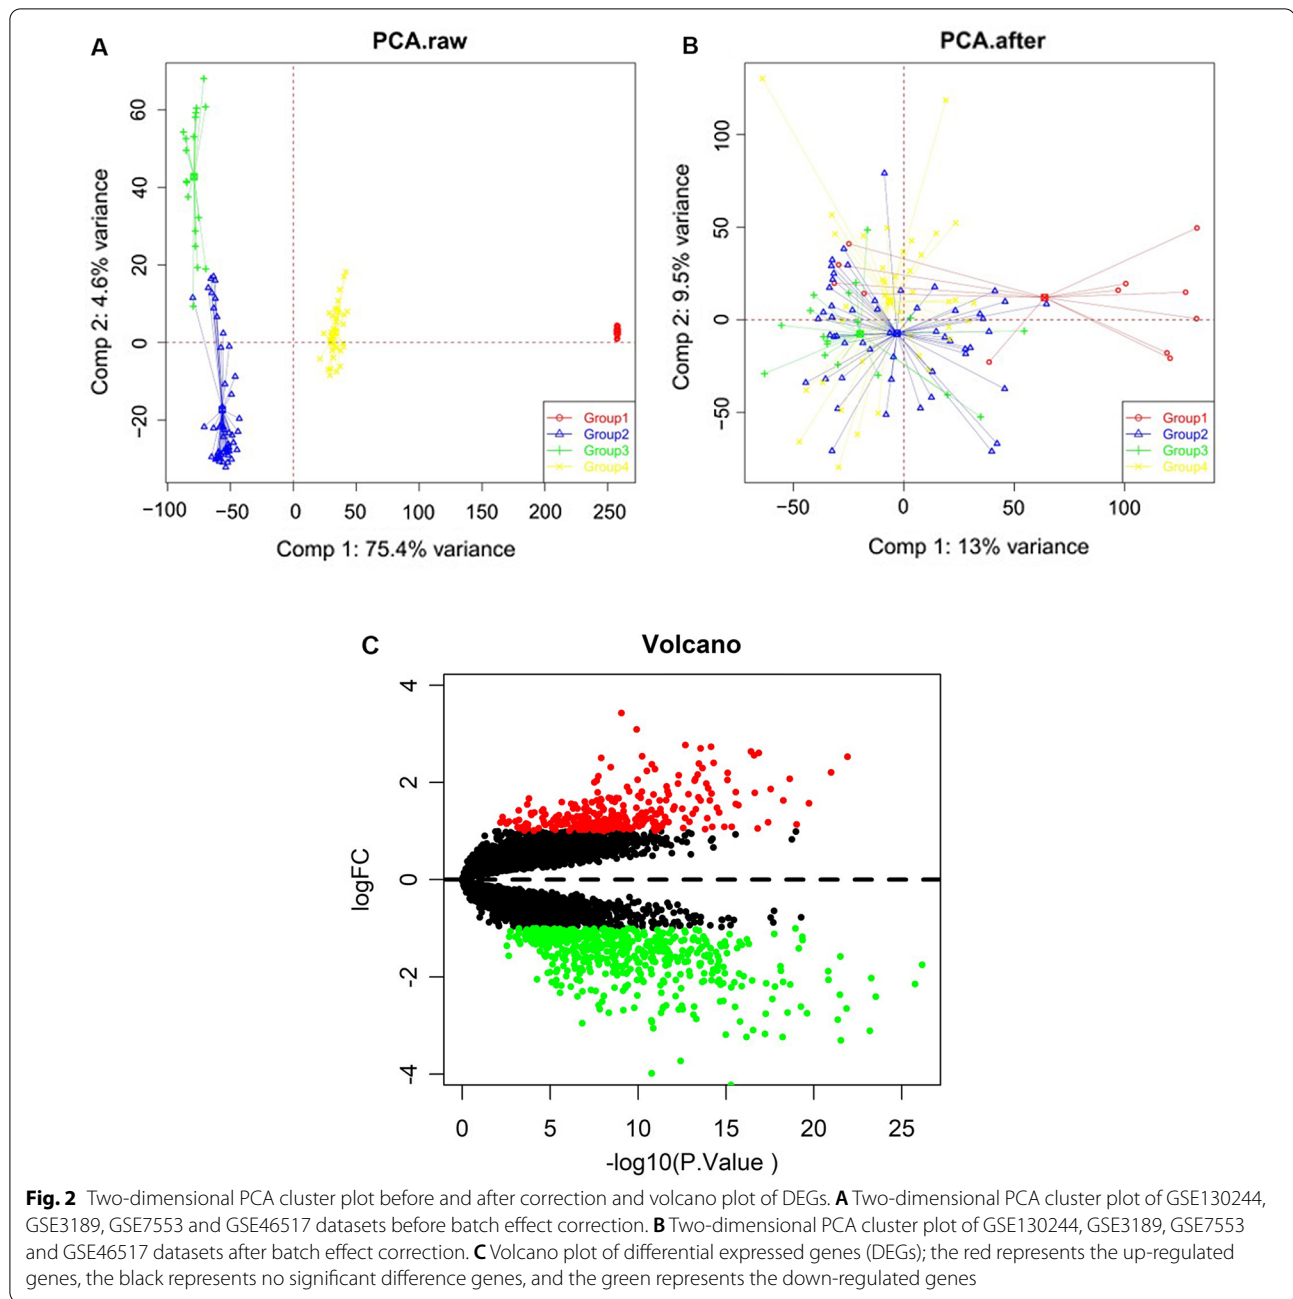 A
PCA.raw
Comp 2: 4.6% variance
60
40
20
0
−20
−100
−50
0
50
100
150
200
250
Comp 1: 75.4% variance
Group1
Group2
Group3
Group4
B
PCA.after
Comp 2: 9.5% variance
100
50
0
−50
−50
0
50
100
Comp 1: 13% variance
Group1
Group2
Group3
Group4
C
Volcano
logFC
4
2
0
-2
-4
0
5
10
15
20
25
-log10(P.Value )
Fig. 2 Two-dimensional PCA cluster plot before and after correction and volcano plot of DEGs. A Two-dimensional PCA cluster plot of GSE130244,
GSE3189, GSE7553 and GSE46517 datasets before batch effect correction. B Two-dimensional PCA cluster plot of GSE130244, GSE3189, GSE7553
and GSE46517 datasets after batch effect correction. C Volcano plot of differential expressed genes (DEGs); the red represents the up-regulated
genes, the black represents no significant difference genes, and the green represents the down-regulated genes